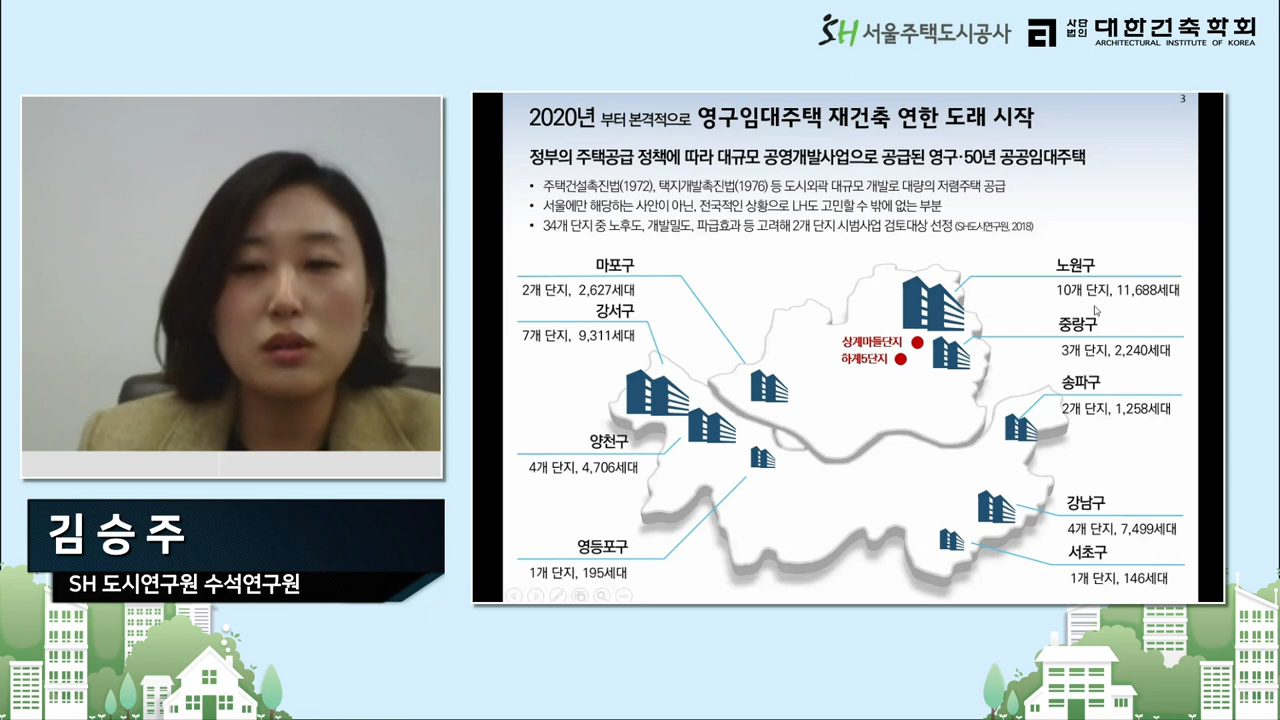 SH 서울주택도시공사
사단법인 대한건축학회
ARCHITECTURAL INSTITUTE OF KOREA
3
2020년 부터 본격적으로 영구임대주택 재건축 연한 도래 시작
정부의 주택공급 정책에 따라 대규모 공영개발사업으로 공급된 영구·50년 공공임대주택
• 주택건설촉진법(1972), 택지개발촉진법(1976) 등 도시외곽 대규모 개발로 대량의 저렴주택 공급
• 서울에만 해당하는 사안이 아닌, 전국적인 상황으로 LH도 고민할 수 밖에 없는 부분
• 34개 단지 중 노후도, 개발밀도, 파급효과 등 고려해 2개 단지 시범사업 검토대상 선정 (SH도시연구원, 2018)
마포구
2개 단지, 2,627세대
강서구
7개 단지, 9,311세대
양천구
4개 단지, 4,706세대
영등포구
1개 단지, 195세대
상계마들단지
하계5단지
노원구
10개 단지, 11,688세대
중랑구
3개 단지, 2,240세대
송파구
2개 단지, 1,258세대
강남구
4개 단지, 7,499세대
서초구
1개 단지, 146세대
김승주
SH 도시연구원 수석연구원